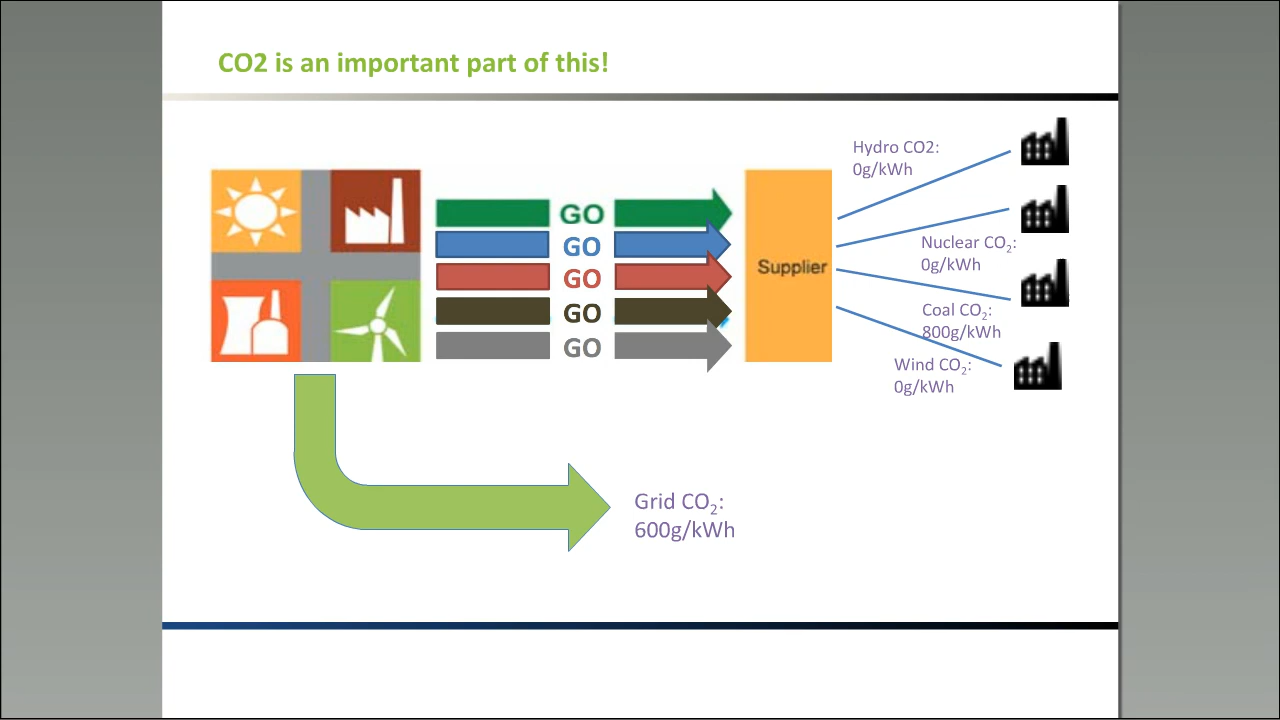 CO2 is an important part of this!
GO
GO
GO
GO
GO
Supplier
Hydro CO2:
0g/kWh
Nuclear CO₂:
0g/kWh
Coal CO₂:
800g/kWh
Wind CO₂:
0g/kWh
Grid CO₂:
600g/kWh